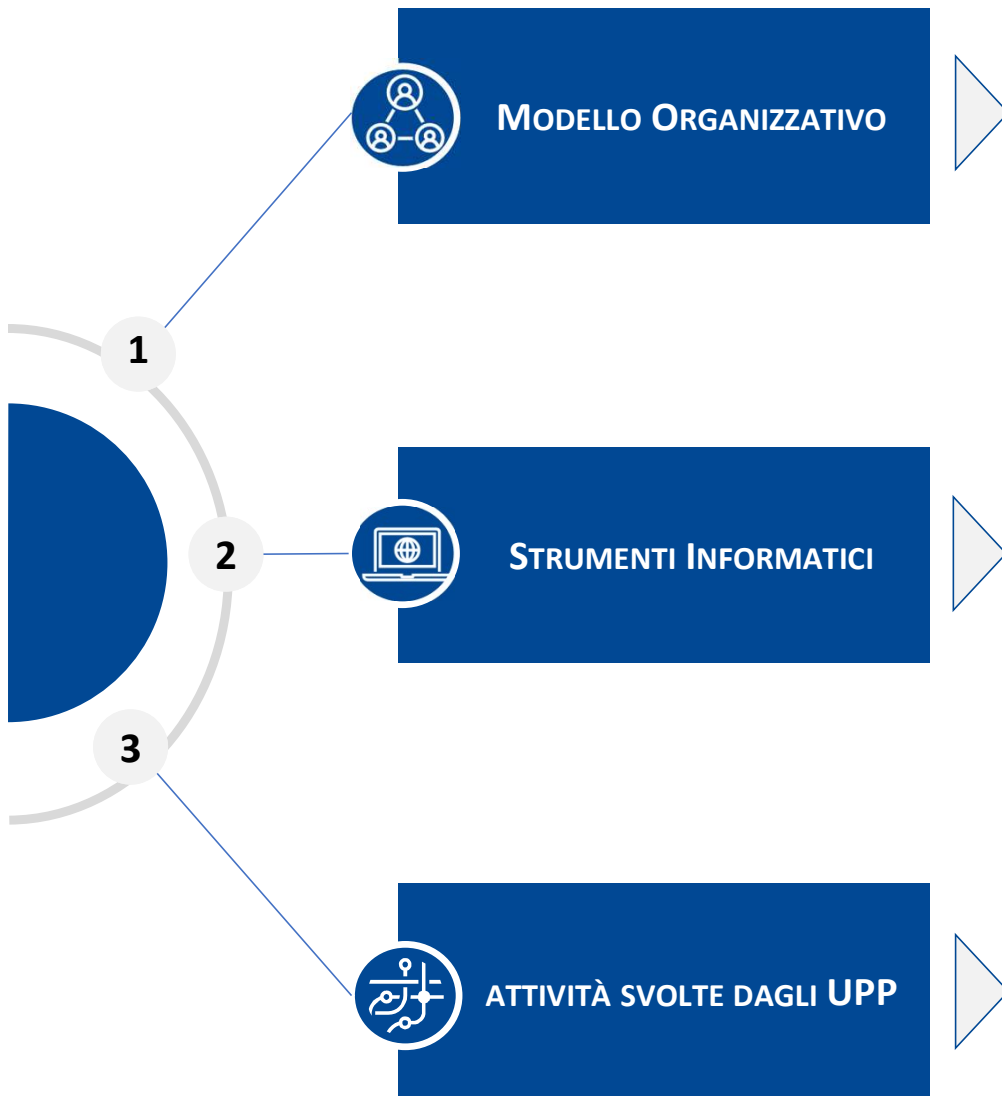 MODELLO ORGANIZZATIVO
1
2
STRUMENTI INFORMATICI
3
ATTIVITÀ SVOLTE DAGLI UPP